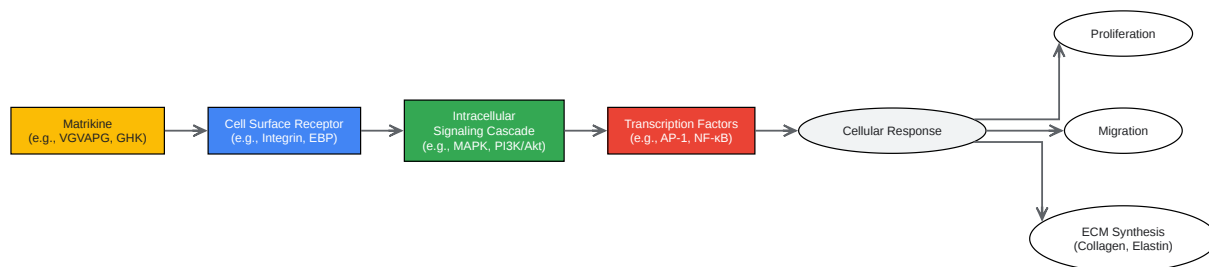 Matrikine
(e.g., VGVAPG, GHK)
Cell Surface Receptor
(e.g., Integrin, EBP)
Intracellular
Signaling Cascade
(e.g., MAPK, PI3K/Akt)
Transcription Factors
(e.g., AP-1, NF-κB)
Cellular Response
Proliferation
Migration
ECM Synthesis
(Collagen, Elastin)